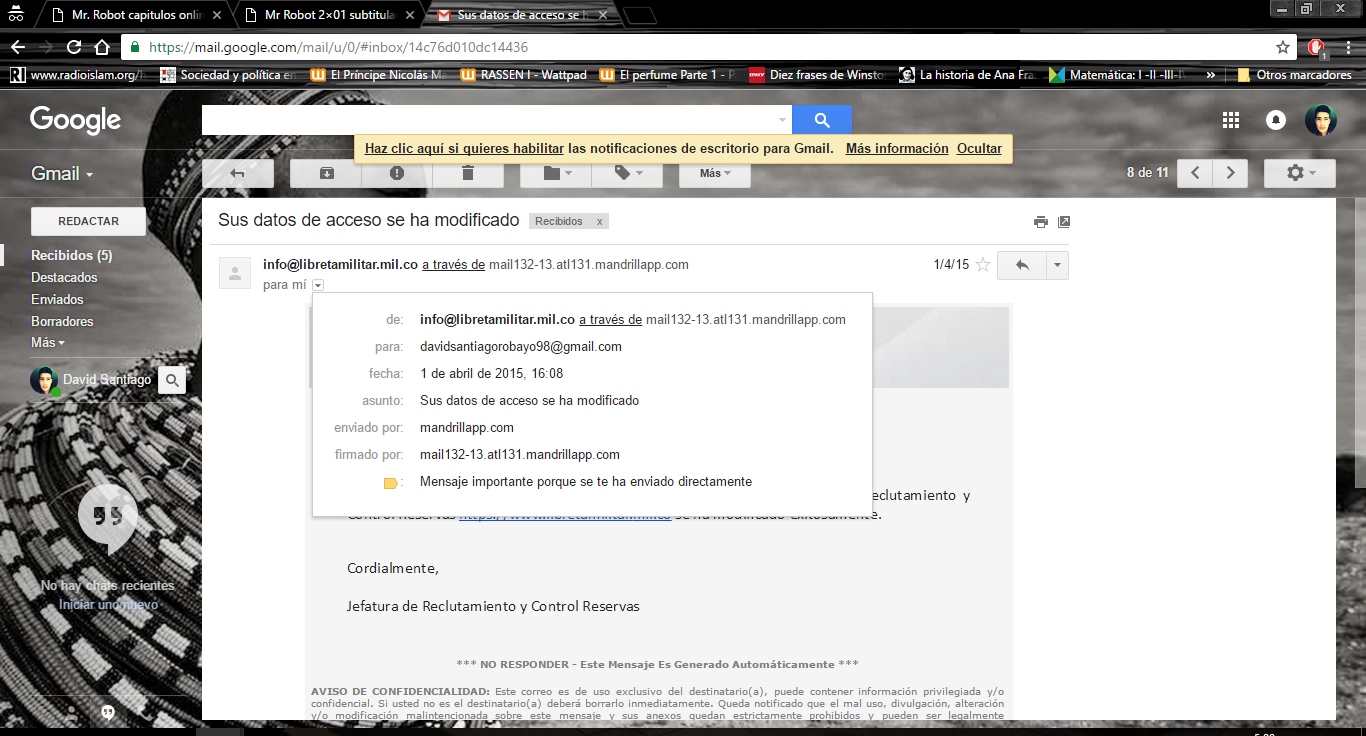 Mr. Robot capitulos onlin
Mr Robot 2×01 subtitula
Sus datos de acceso se
https://mail.google.com/mail/u/0/#inbox/14c76d010dc14436
www.radioislam.org/
Sociedad y política en
El Príncipe Nicolás Ma
RASSEN I - Wattpad
El perfume Parte 1 - P
Diez frases de Winsto
La historia de Ana Fra
Matemática: I -II -III-I
»
Otros marcadores
Google
Haz clic aquí si quieres habilitar las notificaciones de escritorio para Gmail. Más información Ocultar
Gmail
Más
8 de 11
REDACTAR
Recibidos (5)
Destacados
Enviados
Borradores
Más
David Santiago
No hay chats recientes
Iniciar uno nuevo
Sus datos de acceso se ha modificado
Recibidos x
info@libretamilitar.mil.co a través de mail132-13.atl131.mandrillapp.com
1/4/15
para mí
de: info@libretamilitar.mil.co a través de mail132-13.atl131.mandrillapp.com
para: davidsantiagorobayo98@gmail.com
fecha: 1 de abril de 2015, 16:08
asunto: Sus datos de acceso se ha modificado
enviado por: mandrillapp.com
firmado por: mail132-13.atl131.mandrillapp.com
: Mensaje importante porque se te ha enviado directamente
eclutamiento y
Control Reservas https://www.libretamilitar.mil.co se ha modificado exitosamente.
Cordialmente,
Jefatura de Reclutamiento y Control Reservas
*** NO RESPONDER - Este Mensaje Es Generado Automáticamente ***
AVISO DE CONFIDENCIALIDAD: Este correo es de uso exclusivo del destinatario(a), puede contener información privilegiada y/o
confidencial. Si usted no es el destinatario(a) deberá borrarlo inmediatamente. Queda notificado que el mal uso, divulgación, alteración
y/o modificación malintencionada sobre este mensaje y sus anexos quedan estrictamente prohibidos y pueden ser legalmente